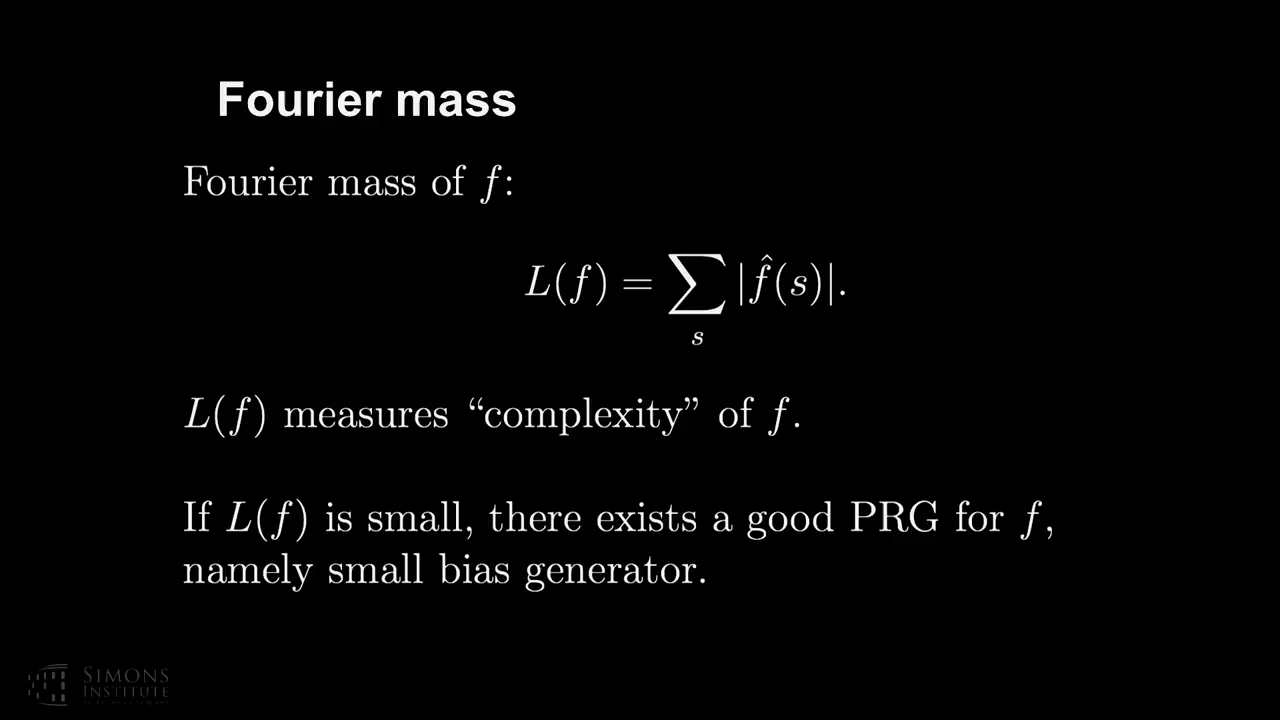 Fourier mass
Fourier mass of f:
L(f) = ∑_s |f̂(s)|.
L(f) measures “complexity” of f.
If L(f) is small, there exists a good PRG for f,
namely small bias generator.
SIMONS
INSTITUTE